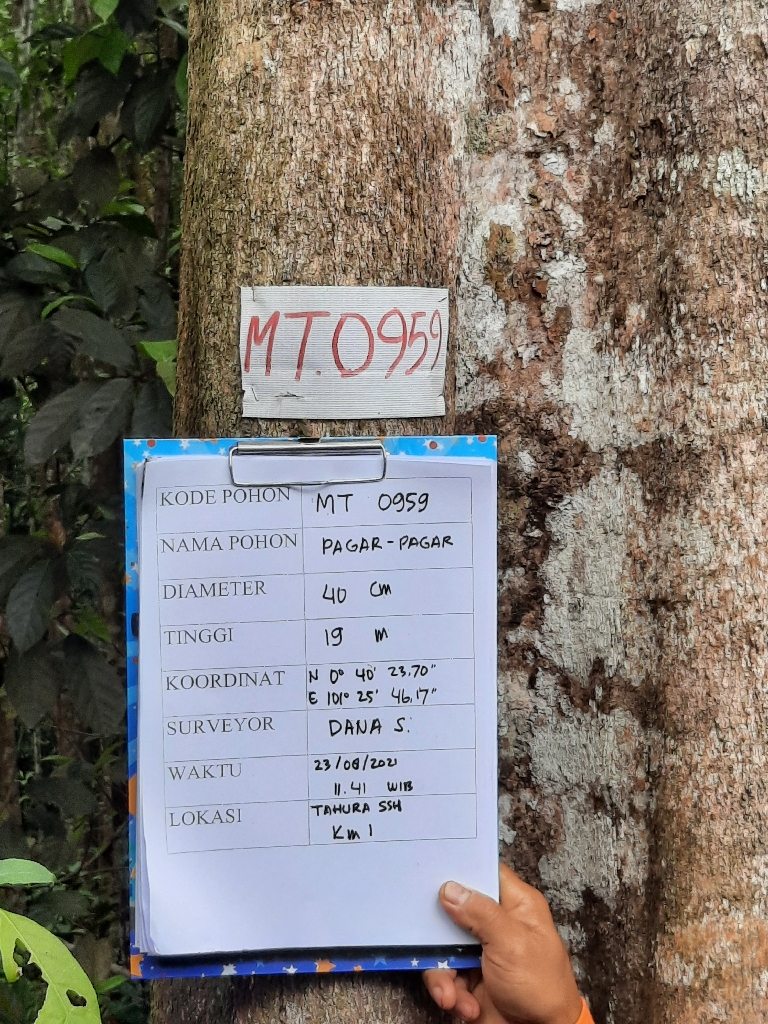 MT.0959
KODE POHON MT 0959
NAMA POHON PAGAR-PAGAR
DIAMETER 40 cm
TINGGI 19 m
KOORDINAT N 0° 40' 23.70"
E 101° 25' 46.17"
SURVEYOR DANA S.
WAKTU 23/08/2021
11.41 WIB
LOKASI TAHURA SSH
Km 1